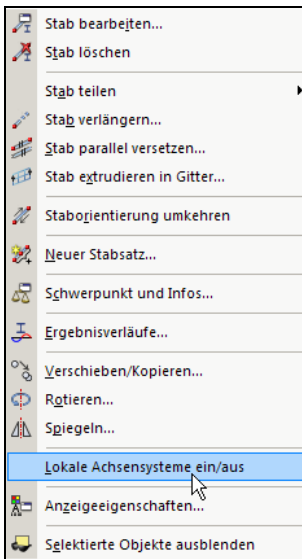 Stab bearbeiten...
Stab löschen
Stab teilen
Stab verlängern...
Stab parallel versetzen...
Stab extrudieren in Gitter...
Staborientierung umkehren
Neuer Stabsatz...
Schwerpunkt und Infos...
Ergebnisverläufe...
Verschieben/Kopieren...
Rotieren...
Spiegeln...
Lokale Achsensysteme ein/aus
Anzeigeeigenschaften...
Selektierte Objekte ausblenden